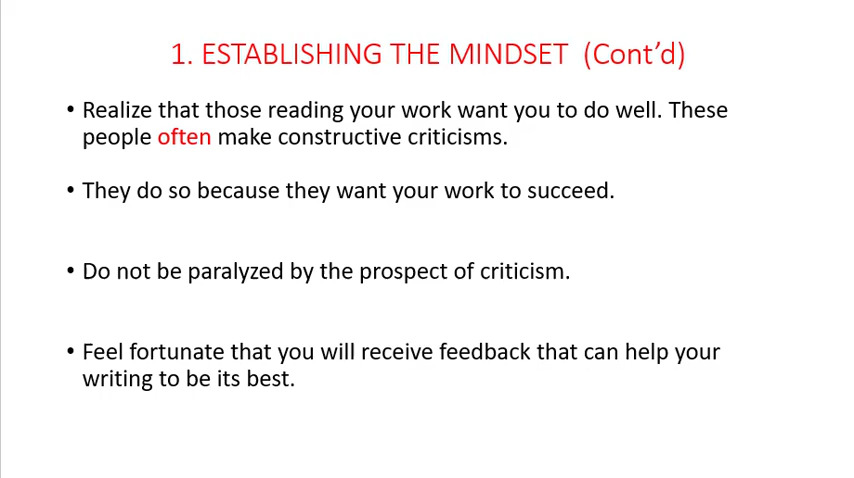 1. ESTABLISHING THE MINDSET (Cont’d)
• Realize that those reading your work want you to do well. These
people often make constructive criticisms.
• They do so because they want your work to succeed.
• Do not be paralyzed by the prospect of criticism.
• Feel fortunate that you will receive feedback that can help your
writing to be its best.